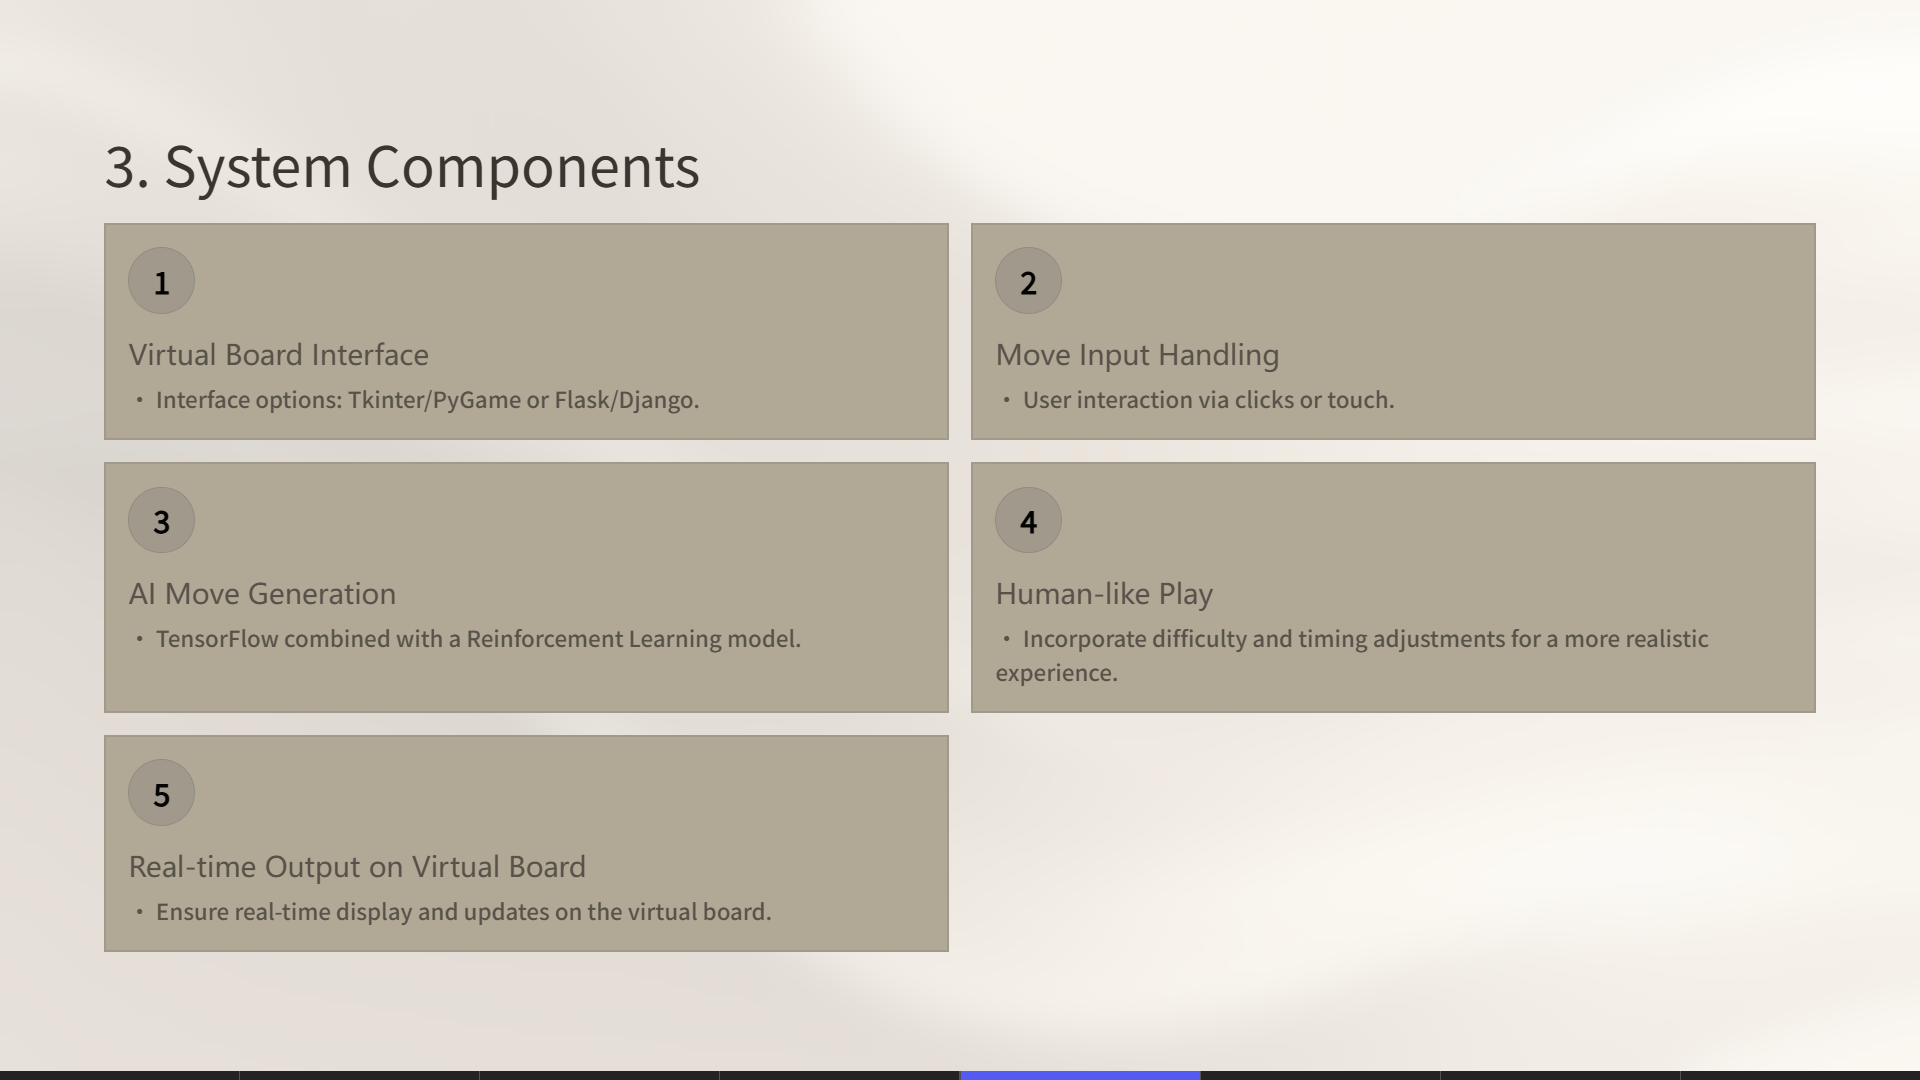 3. System Components
1
Virtual Board Interface
・ Interface options: Tkinter/PyGame or Flask/Django.
2
Move Input Handling
・ User interaction via clicks or touch.
3
AI Move Generation
・ TensorFlow combined with a Reinforcement Learning model.
4
Human-like Play
・ Incorporate difficulty and timing adjustments for a more realistic
experience.
5
Real-time Output on Virtual Board
・ Ensure real-time display and updates on the virtual board.